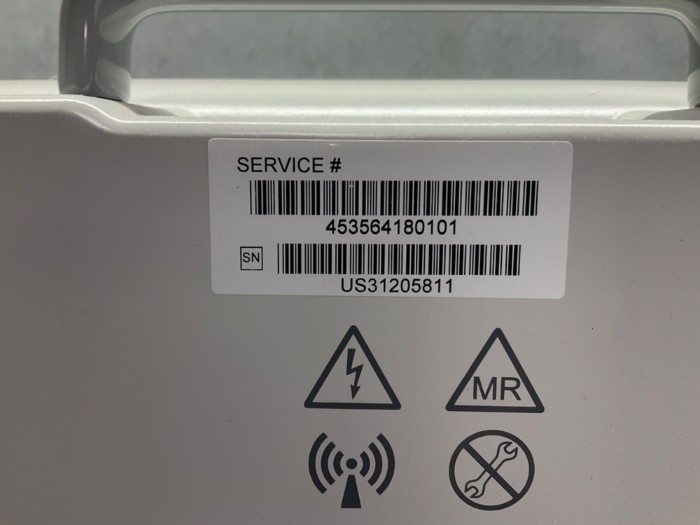 SERVICE #
453564180101
SN
US31205811
MR